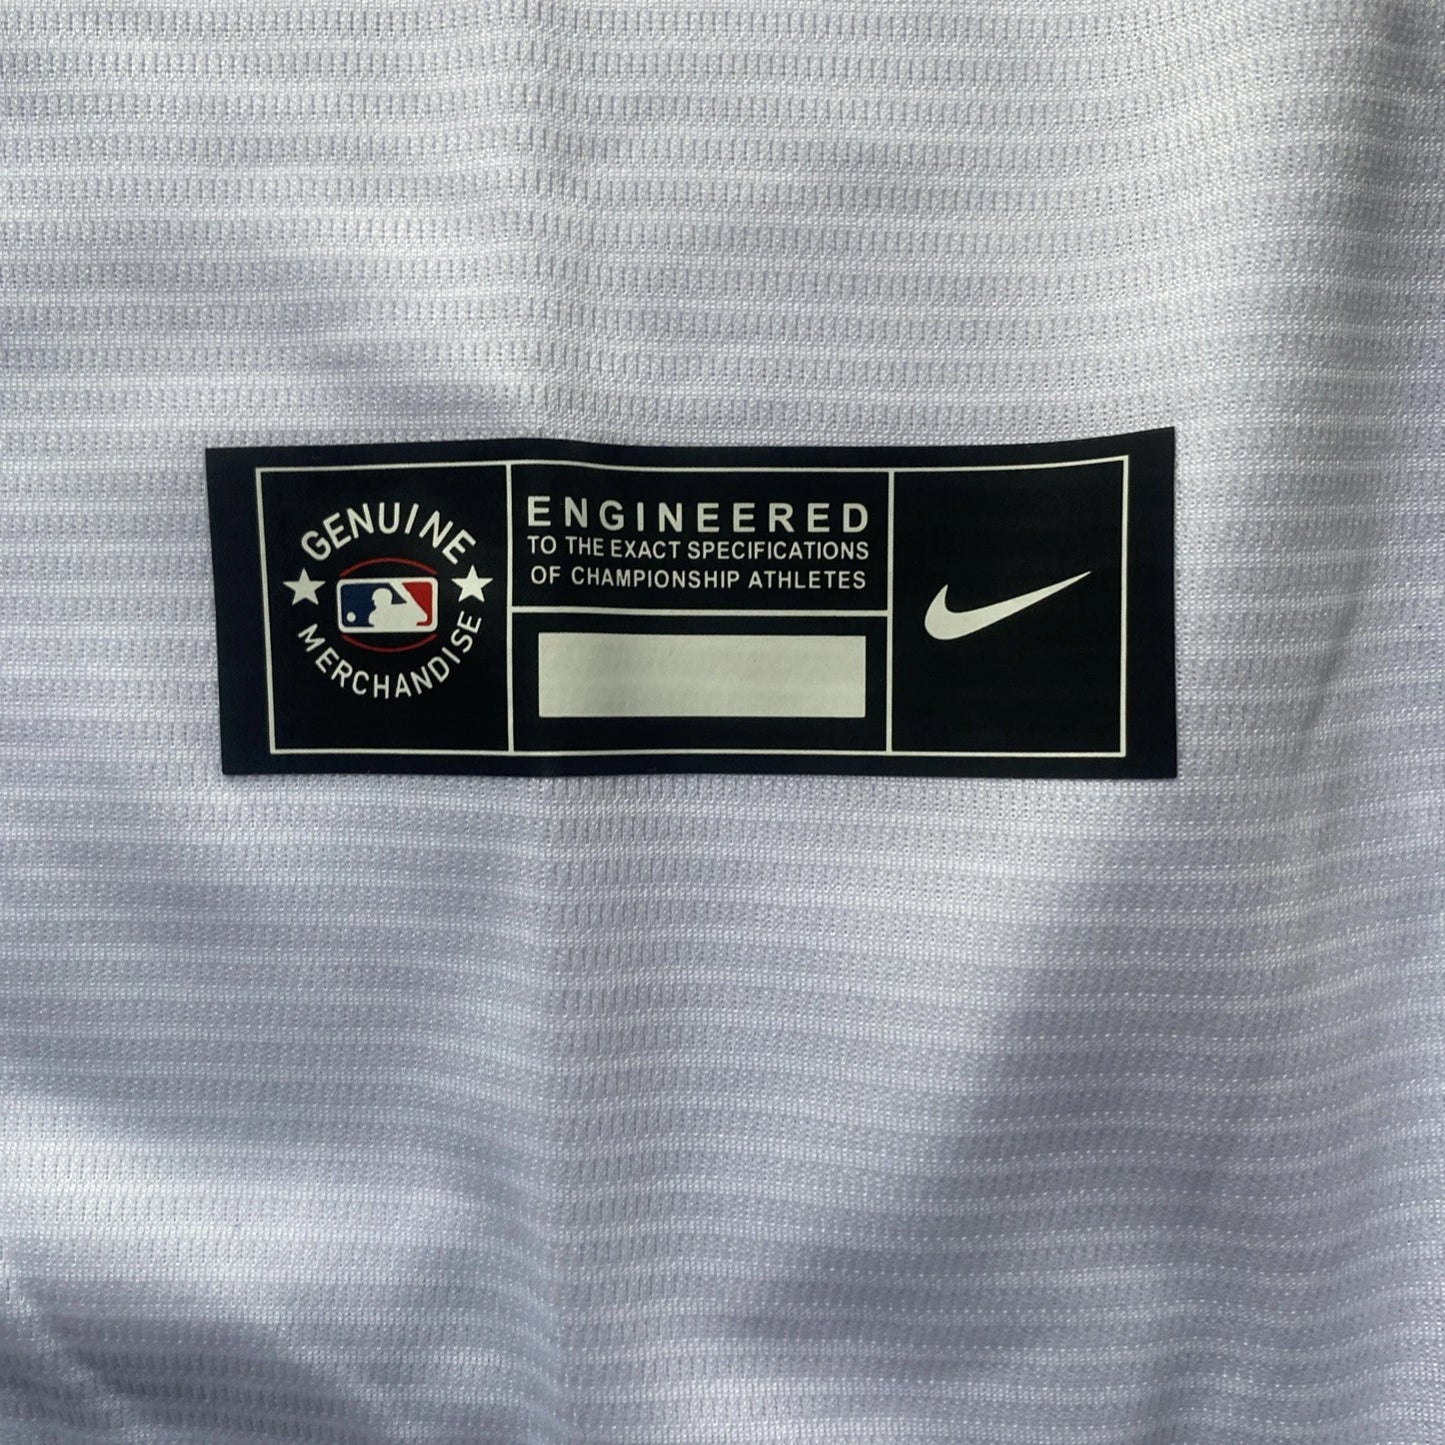 GENUINE
MERCHANDISE
ENGINEERED
TO THE EXACT SPECIFICATIONS
OF CHAMPIONSHIP ATHLETES